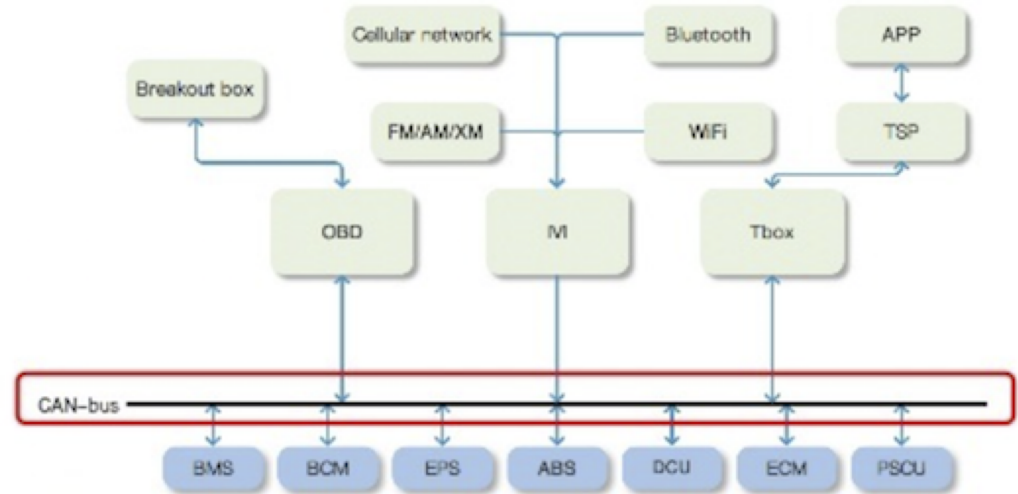 Cellular network
Bluetooth
APP
Breakout box
FM/AM/XM
WiFi
TSP
OBD
IVI
Tbox
CAN-bus
BMS
BCM
EPS
ABS
DCU
ECM
PSCU